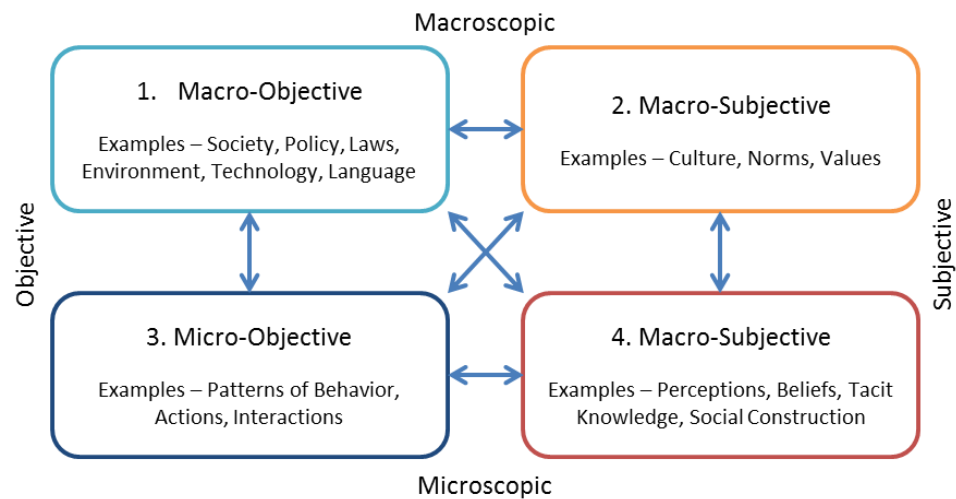 Macroscopic
1. Macro-Objective
Examples – Society, Policy, Laws,
Environment, Technology, Language
2. Macro-Subjective
Examples – Culture, Norms, Values
Objective
Subjective
3. Micro-Objective
Examples – Patterns of Behavior,
Actions, Interactions
4. Macro-Subjective
Examples – Perceptions, Beliefs, Tacit
Knowledge, Social Construction
Microscopic